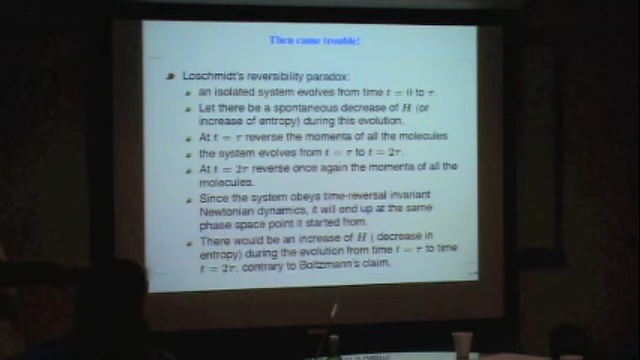 Then came trouble!
Loschmidt's reversibility paradox:
an isolated system evolves from time t = 0 to τ.
Let there be a spontaneous decrease of H (or
increase of entropy) during this evolution.
At t = τ reverse the momenta of all the molecules
the system evolves from t = τ to t = 2τ.
At t = 2τ reverse once again the momenta of all the
molecules.
Since the system obeys time-reversal invariant
Newtonian dynamics, it will end up at the same
phase space point it started from.
There would be an increase of H ( decrease in
entropy) during the evolution from time t = τ to time
t = 2τ, contrary to Boltzmann's claim.